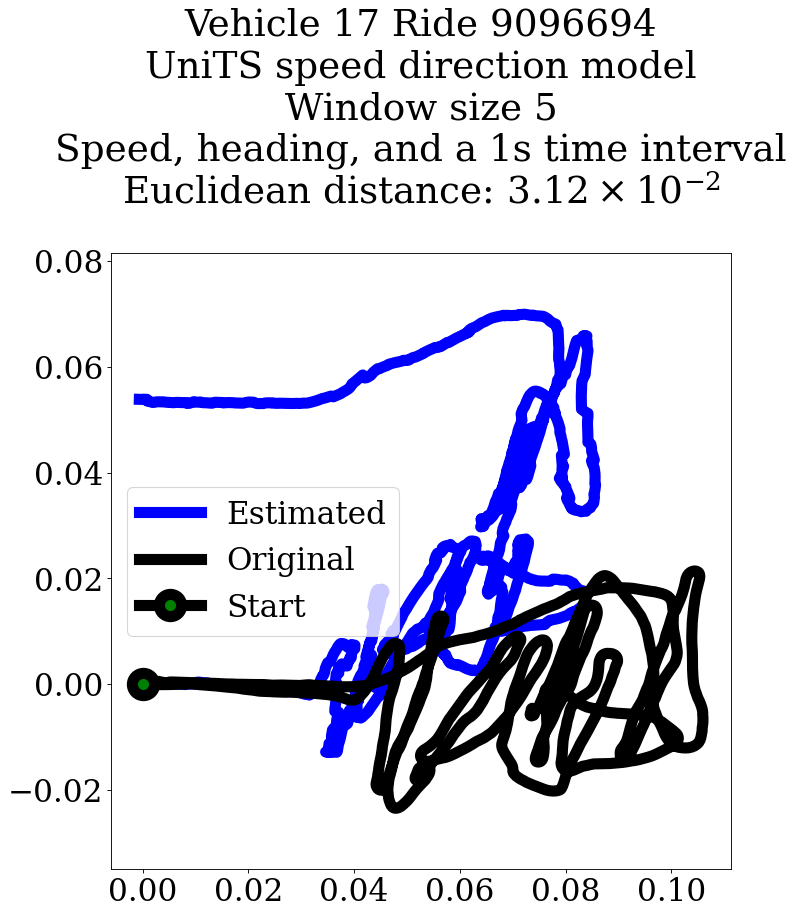 Vehicle 17 Ride 9096694
UniTS speed direction model
Window size 5
Speed, heading, and a 1s time interval
Euclidean distance: 3.12 × 10⁻²
0.08
0.06
0.04
0.02
0.00
−0.02
Estimated
Original
Start
0.00 0.02 0.04 0.06 0.08 0.10